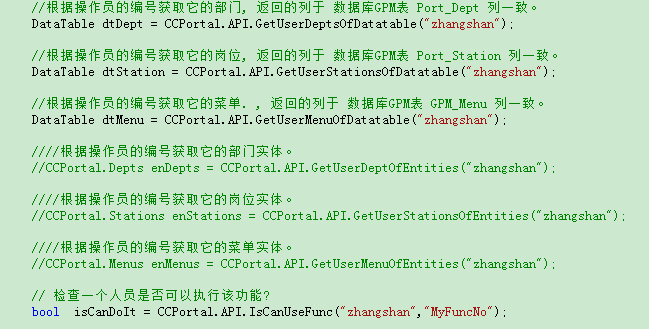 //根据操作员的编号获取它的部门, 返回的列于 数据库GPM表 Port_Dept 列一致。
DataTable dtDept = CCPortal.API.GetUserDeptsOfDatatable("zhangshan");
//根据操作员的编号获取它的岗位, 返回的列于 数据库GPM表 Port_Station 列一致。
DataTable dtStation = CCPortal.API.GetUserStationsOfDatatable("zhangshan");
//根据操作员的编号获取它的菜单. , 返回的列于 数据库GPM表 GPM_Menu 列一致。
DataTable dtMenu = CCPortal.API.GetUserMenuOfDatatable("zhangshan");
////根据操作员的编号获取它的部门实体。
//CCPortal.Depts enDepts = CCPortal.API.GetUserDeptOfEntities("zhangshan");
////根据操作员的编号获取它的岗位实体。
//CCPortal.Stations enStations = CCPortal.API.GetUserStationsOfEntities("zhangshan");
////根据操作员的编号获取它的菜单实体。
//CCPortal.Menus enMenus = CCPortal.API.GetUserMenuOfEntities("zhangshan");
// 检查一个人员是否可以执行该功能?
bool  isCanDoIt = CCPortal.API.IsCanUseFunc("zhangshan","MyFuncNo");